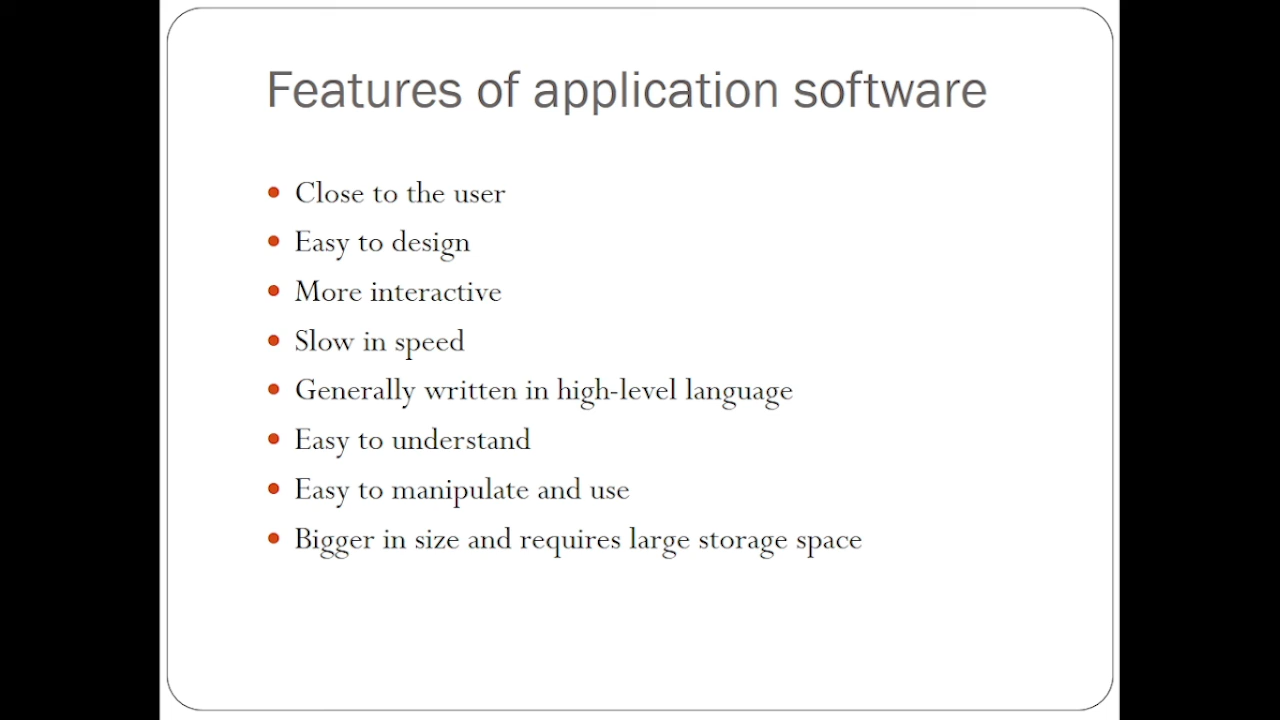 Features of application software
Close to the user
Easy to design
More interactive
Slow in speed
Generally written in high-level language
Easy to understand
Easy to manipulate and use
Bigger in size and requires large storage space